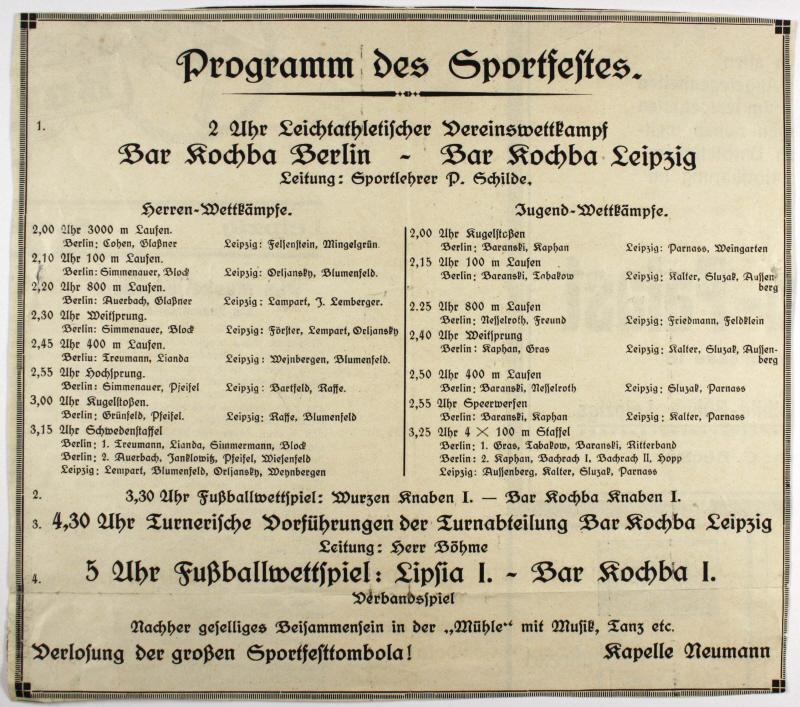 Programm des Sportfestes.
1. 2 Uhr Leichtathletischer Vereinswettkampf
Bar Kochba Berlin - Bar Kochba Leipzig
Leitung: Sportlehrer P. Schilde.
Herren-Wettkämpfe.
2,00 Uhr 3000 m Laufen.
Berlin: Cohen, Glaßner Leipzig: Felsenstein, Mingelgrün
2,10 Uhr 100 m Laufen.
Berlin: Simmenauer, Block Leipzig: Orljansky, Blumenfeld.
2,20 Uhr 800 m Laufen.
Berlin: Auerbach, Glaßner Leipzig: Lampart, J. Lemberger.
2,30 Uhr Weitsprung.
Berlin: Simmenauer, Block Leipzig: Förster, Lempart, Orljansky
2,45 Uhr 400 m Laufen.
Berliu: Treumann, Lianda Leipzig: Wejnbergen, Blumenfeld.
2,55 Uhr Hochsprung.
Berlin: Simmenauer, Pfeifel Leipzig: Bartfeld, Raffe.
3,00 Uhr Kugelstoßen.
Berlin: Grünfeld, Pfeifel. Leipzig: Raffe, Blumenfeld
3,15 Uhr Schwedenstaffel
Berlin: 1. Treumann, Lianda, Simmermann, Block
Berlin: 2. Auerbach, Janklowitz, Pfeifel, Wiesenfeld
Leipzig: Lempart, Blumenfeld, Orljansky, Weynbergen
Jugend-Wettkämpfe.
2,00 Uhr Kugelstoßen
Berlin: Baranski, Kaphan Leipzig: Parnass, Weingarten
2,15 Uhr 100 m Laufen
Berlin: Baranski, Tabakow Leipzig: Kalter, Sluzak, Aussen-
berg
2.25 Uhr 800 m Laufen
Berlin: Nesselroth, Freund Leipzig: Friedmann, Feldklein
2,40 Uhr Weitsprung
Berlin: Kaphan, Gras Leipzig: Kalter, Sluzak, Aussen-
berg
2,50 Uhr 400 m Laufen
Berlin: Baranski, Nesselroth Leipzig: Sluzak, Parnass
2,55 Uhr Speerwerfen
Berlin: Baranski, Kaphan Leipzig: Kalter, Parnass
3,25 Uhr 4 × 100 m Staffel
Berlin: 1. Gras, Tabakow, Baranski, Ritterband
Berlin: 2. Kaphan, Bachrach I, Bachrach II, Hopp
Leipzig: Aussenberg, Kalter, Sluzak, Parnass
2. 3,30 Uhr Fußballwettspiel: Wurzen Knaben I. — Bar Kochba Knaben I.
3. 4,30 Uhr Turnerische Vorführungen der Turnabteilung Bar Kochba Leipzig
Leitung: Herr Böhme
4. 5 Uhr Fußballwettspiel: Lipsia I. - Bar Kochba I.
Verbandsspiel
Nachher geselliges Beisammensein in der „Mühle“ mit Musik, Tanz etc.
Verlosung der großen Sportfesttombola! Kapelle Neumann